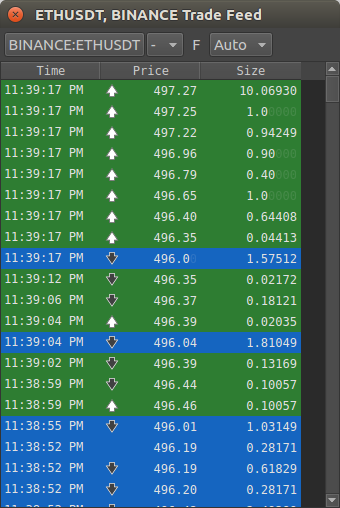 ETHUSDT, BINANCE Trade Feed
BINANCE:ETHUSDT - F Auto
Time Price Size
11:39:17 PM 497.27 10.06930
11:39:17 PM 497.25 1.00000
11:39:17 PM 497.22 0.94249
11:39:17 PM 496.96 0.90000
11:39:17 PM 496.79 0.40000
11:39:17 PM 496.65 1.00000
11:39:17 PM 496.40 0.64408
11:39:17 PM 496.35 0.04413
11:39:17 PM 496.00 1.57512
11:39:12 PM 496.35 0.02172
11:39:06 PM 496.37 0.18121
11:39:04 PM 496.39 0.02035
11:39:04 PM 496.04 1.81049
11:39:02 PM 496.39 0.13169
11:38:59 PM 496.44 0.10057
11:38:59 PM 496.46 0.10057
11:38:55 PM 496.01 1.03149
11:38:52 PM 496.19 0.28171
11:38:52 PM 496.19 0.61829
11:38:52 PM 496.20 0.28171